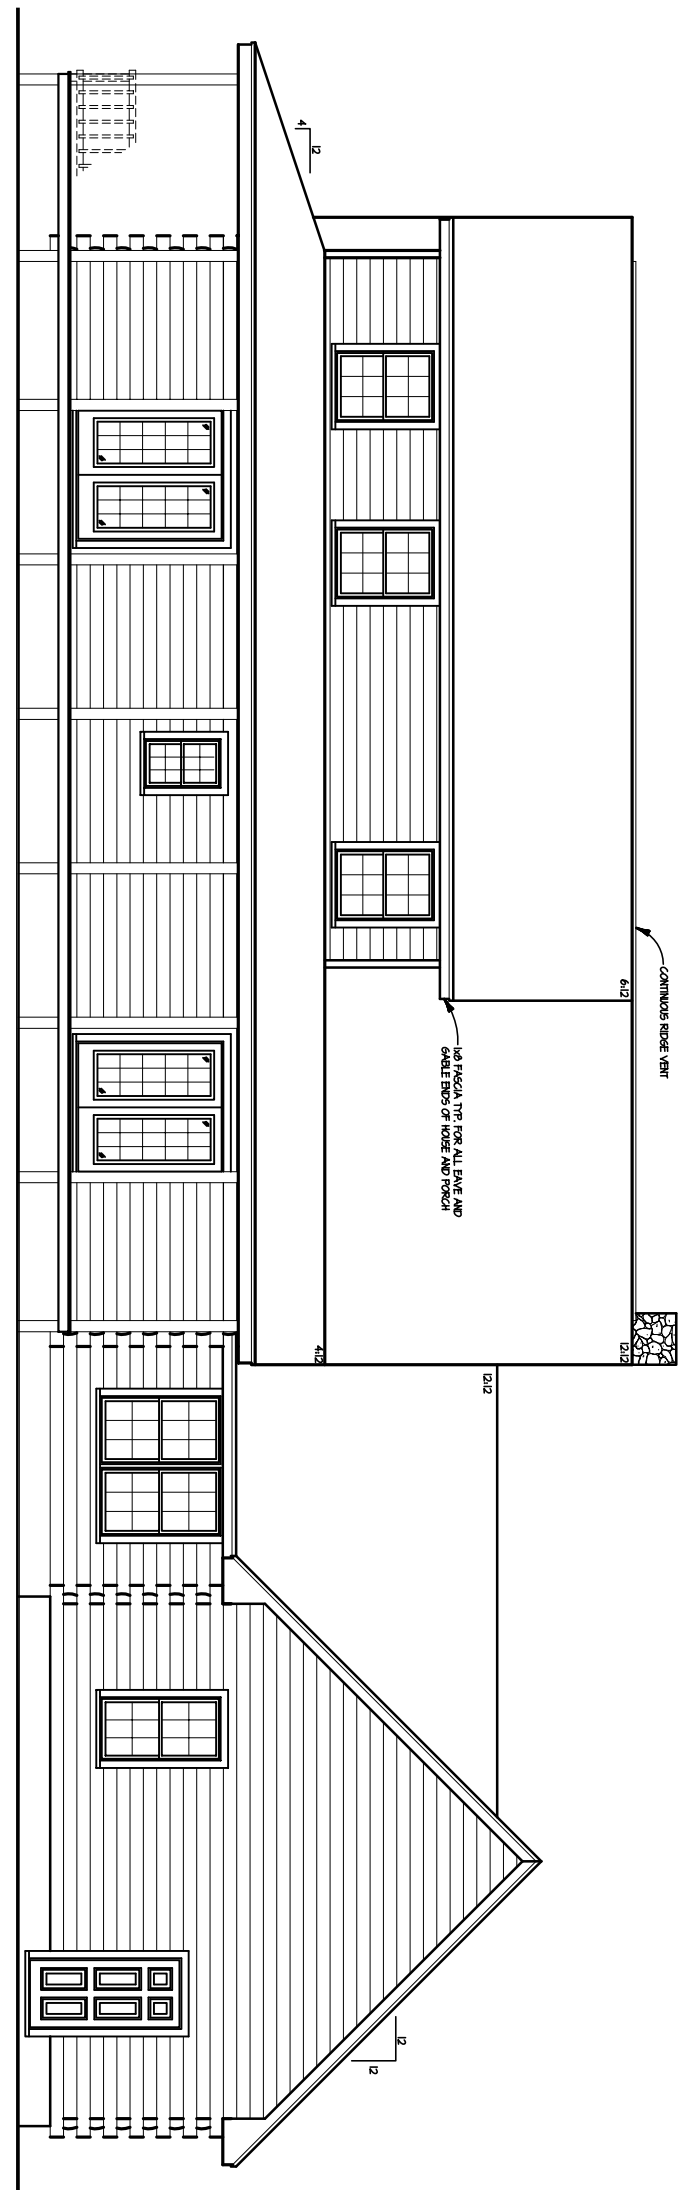 CONTINUOUS RIDGE VENT
6:12
12:12
1x8 FASCIA TYP. FOR ALL EAVE AND
GABLE ENDS OF HOUSE AND PORCH
12
4
4:12
12:12
12
12